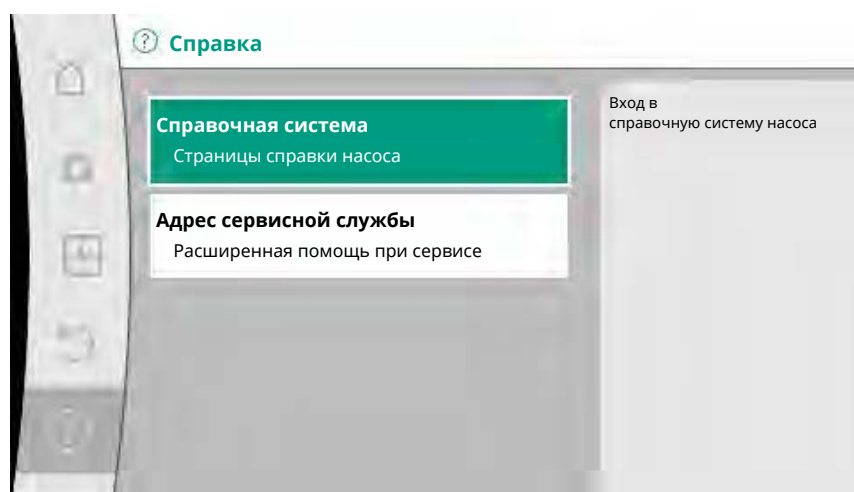 Справка
Справочная система
Страницы справки насоса
Адрес сервисной службы
Расширенная помощь при сервисе
Вход в
справочную систему насоса